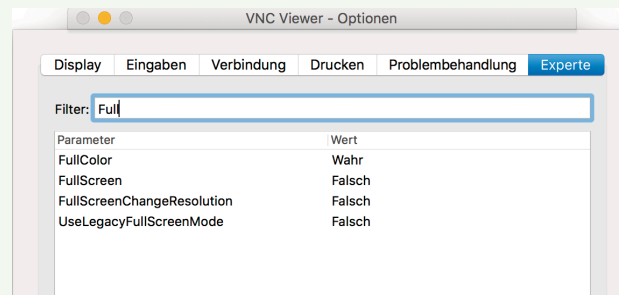 VNC Viewer - Optionen
Display Eingaben Verbindung Drucken Problembehandlung Experte
Filter: Full
Parameter Wert
FullColor Wahr
FullScreen Falsch
FullScreenChangeResolution Falsch
UseLegacyFullScreenMode Falsch